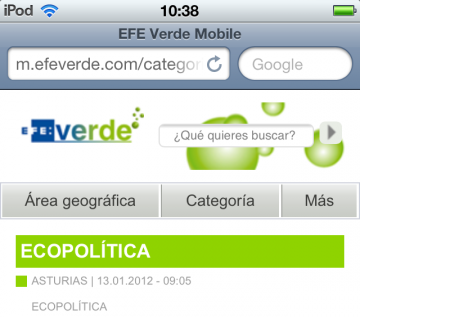 iPod 10:38
EFE Verde Mobile
m.efeverde.com/categor Google
EFE: verde
¿Qué quieres buscar?
Área geográfica Categoría Más
ECOPOLÍTICA
ASTURIAS | 13.01.2012 - 09:05
ECOPOLÍTICA